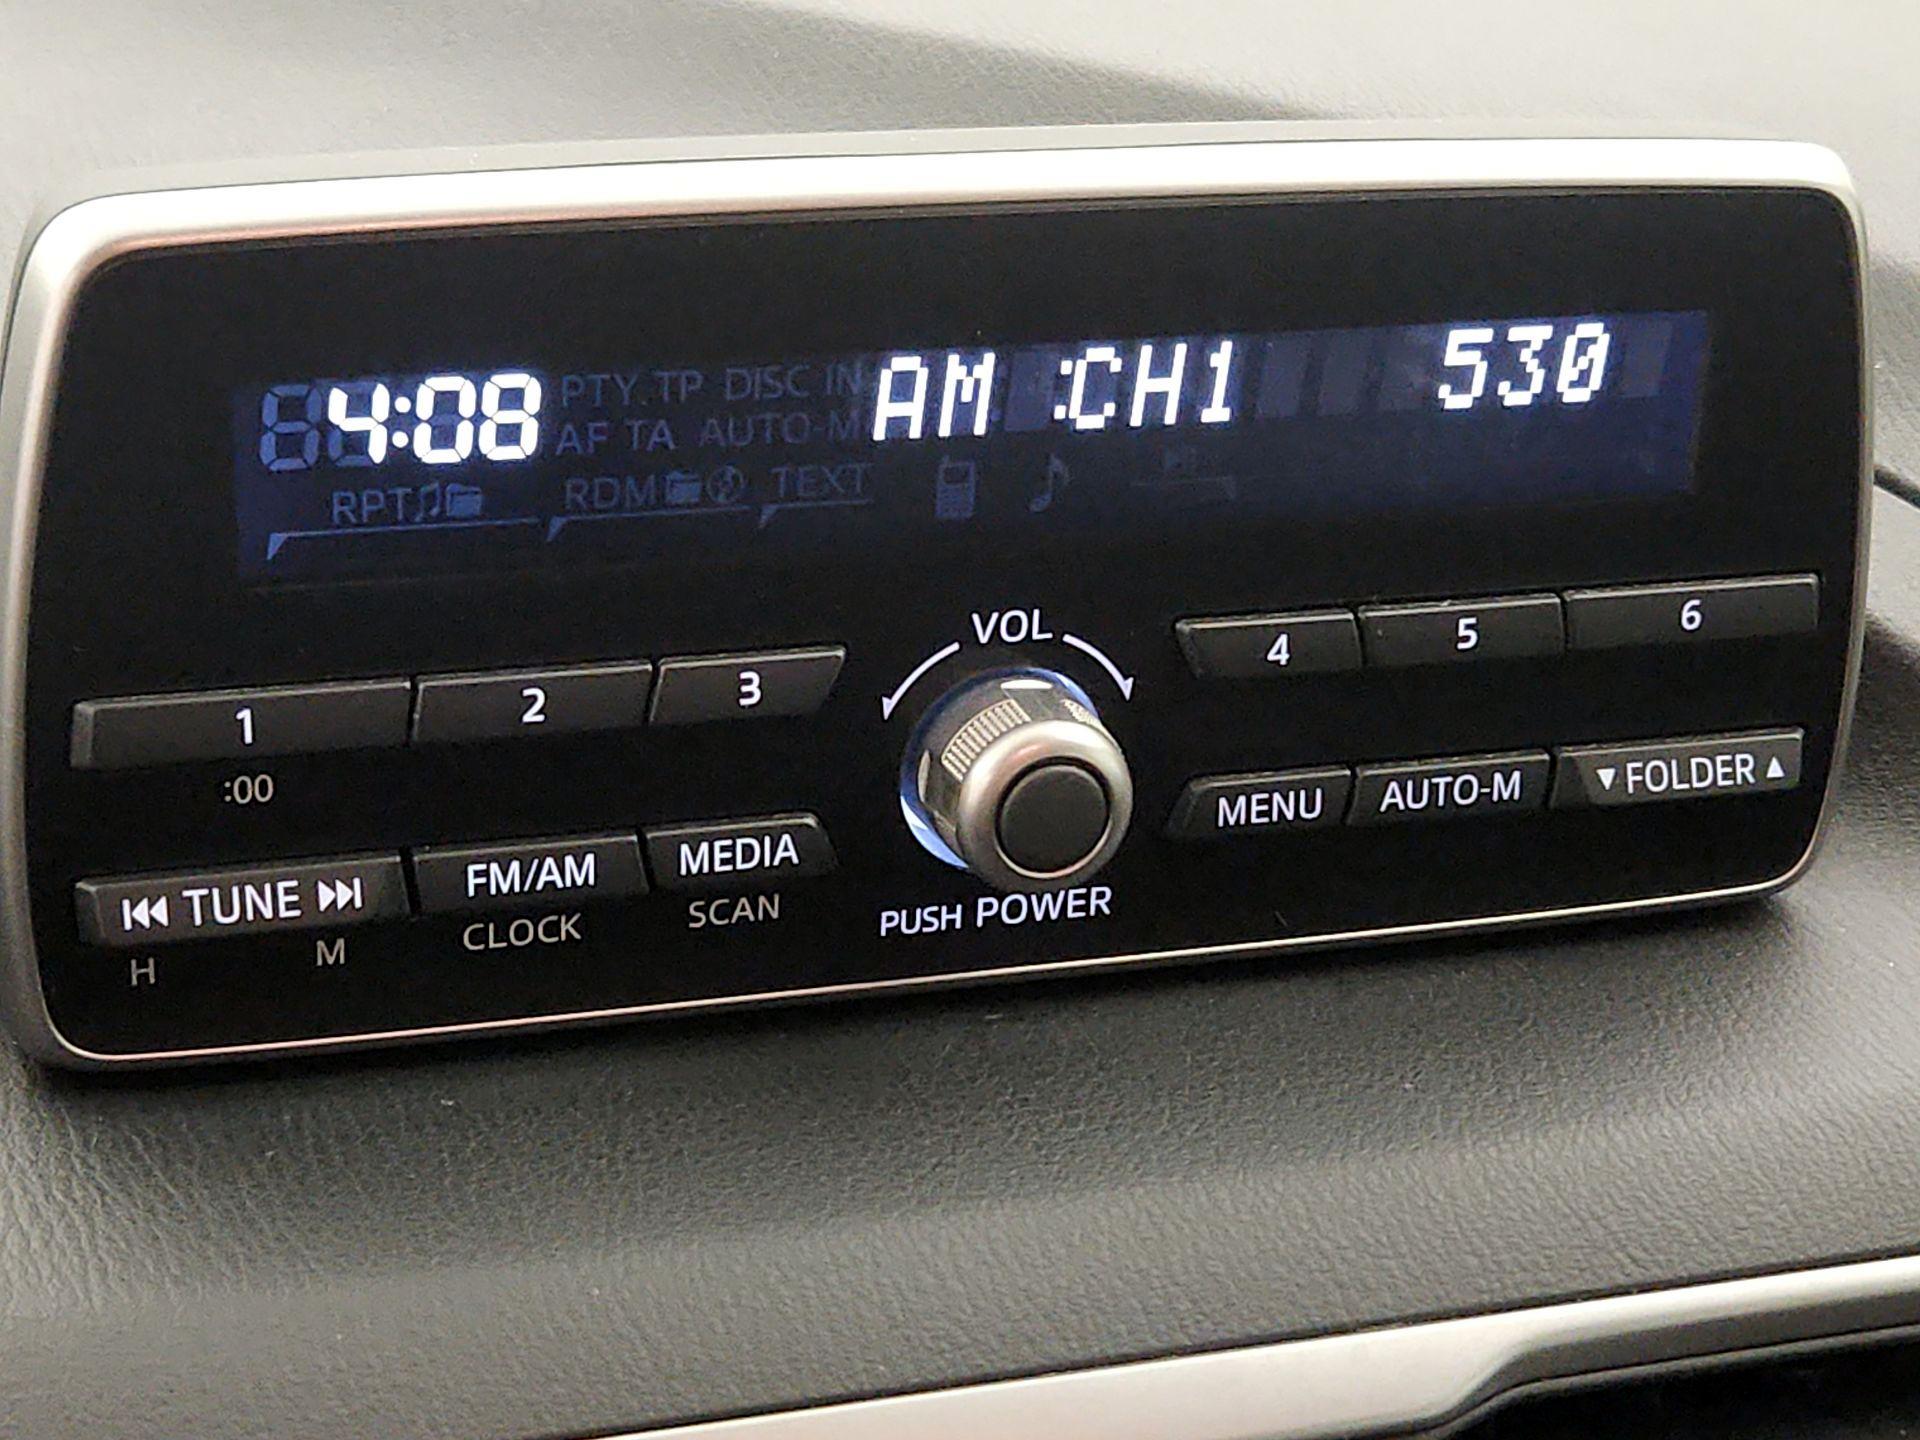 4:08 PTY TP DISC IN AM :CH1 530
AF TA AUTO-M
RPT RDM TEXT
VOL
1 2 3 4 5 6
:00
MENU AUTO-M ▼ FOLDER ▲
⏮ TUNE ⏭ FM/AM MEDIA
H M CLOCK SCAN
PUSH POWER